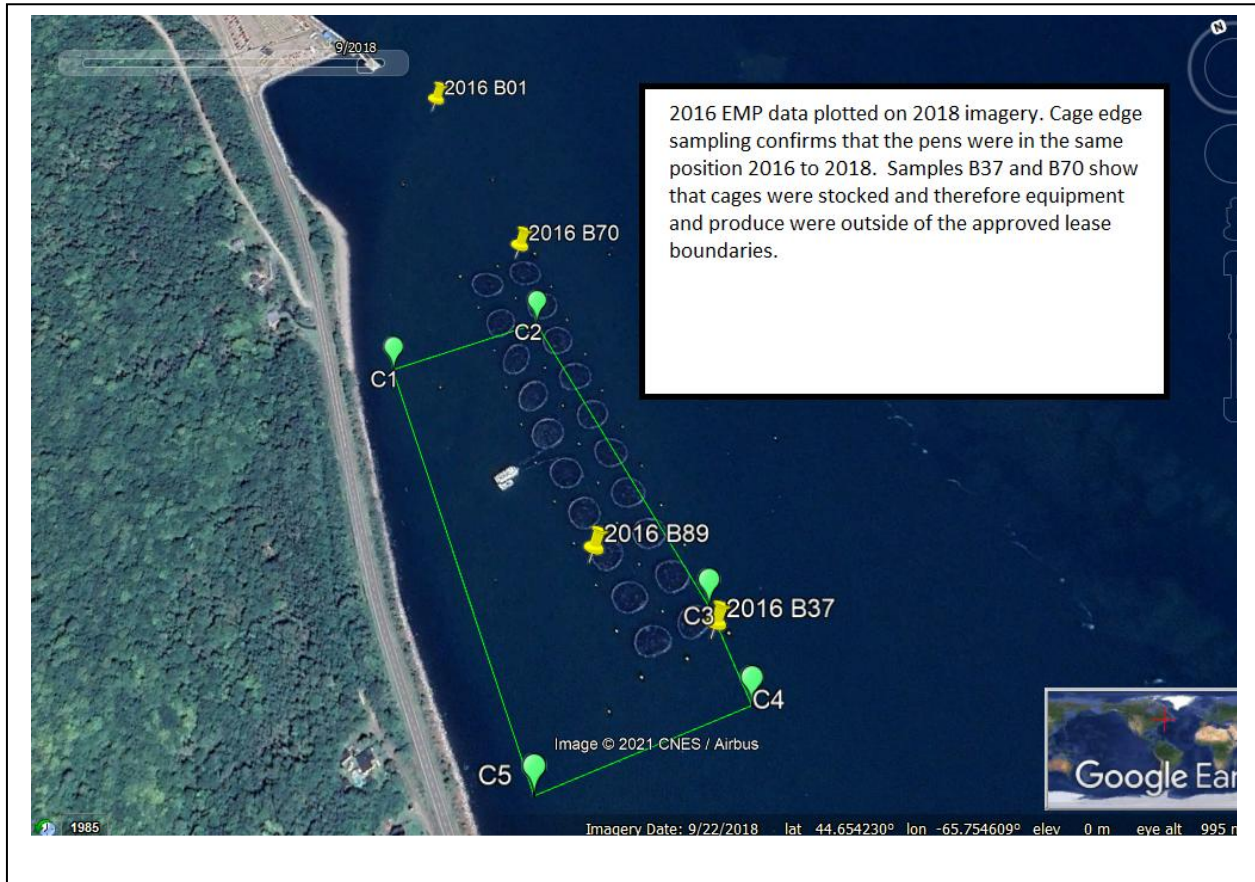 9/2018
N
2016 B01
2016 EMP data plotted on 2018 imagery. Cage edge
sampling confirms that the pens were in the same
position 2016 to 2018. Samples B37 and B70 show
that cages were stocked and therefore equipment
and produce were outside of the approved lease
boundaries.
2016 B70
C2
C1
2016 B89
C3
2016 B37
C4
C5
Image © 2021 CNES / Airbus
Google Ear
1985
Imagery Date: 9/22/2018 lat 44.654230° lon -65.754609° elev 0 m eye alt 995 m